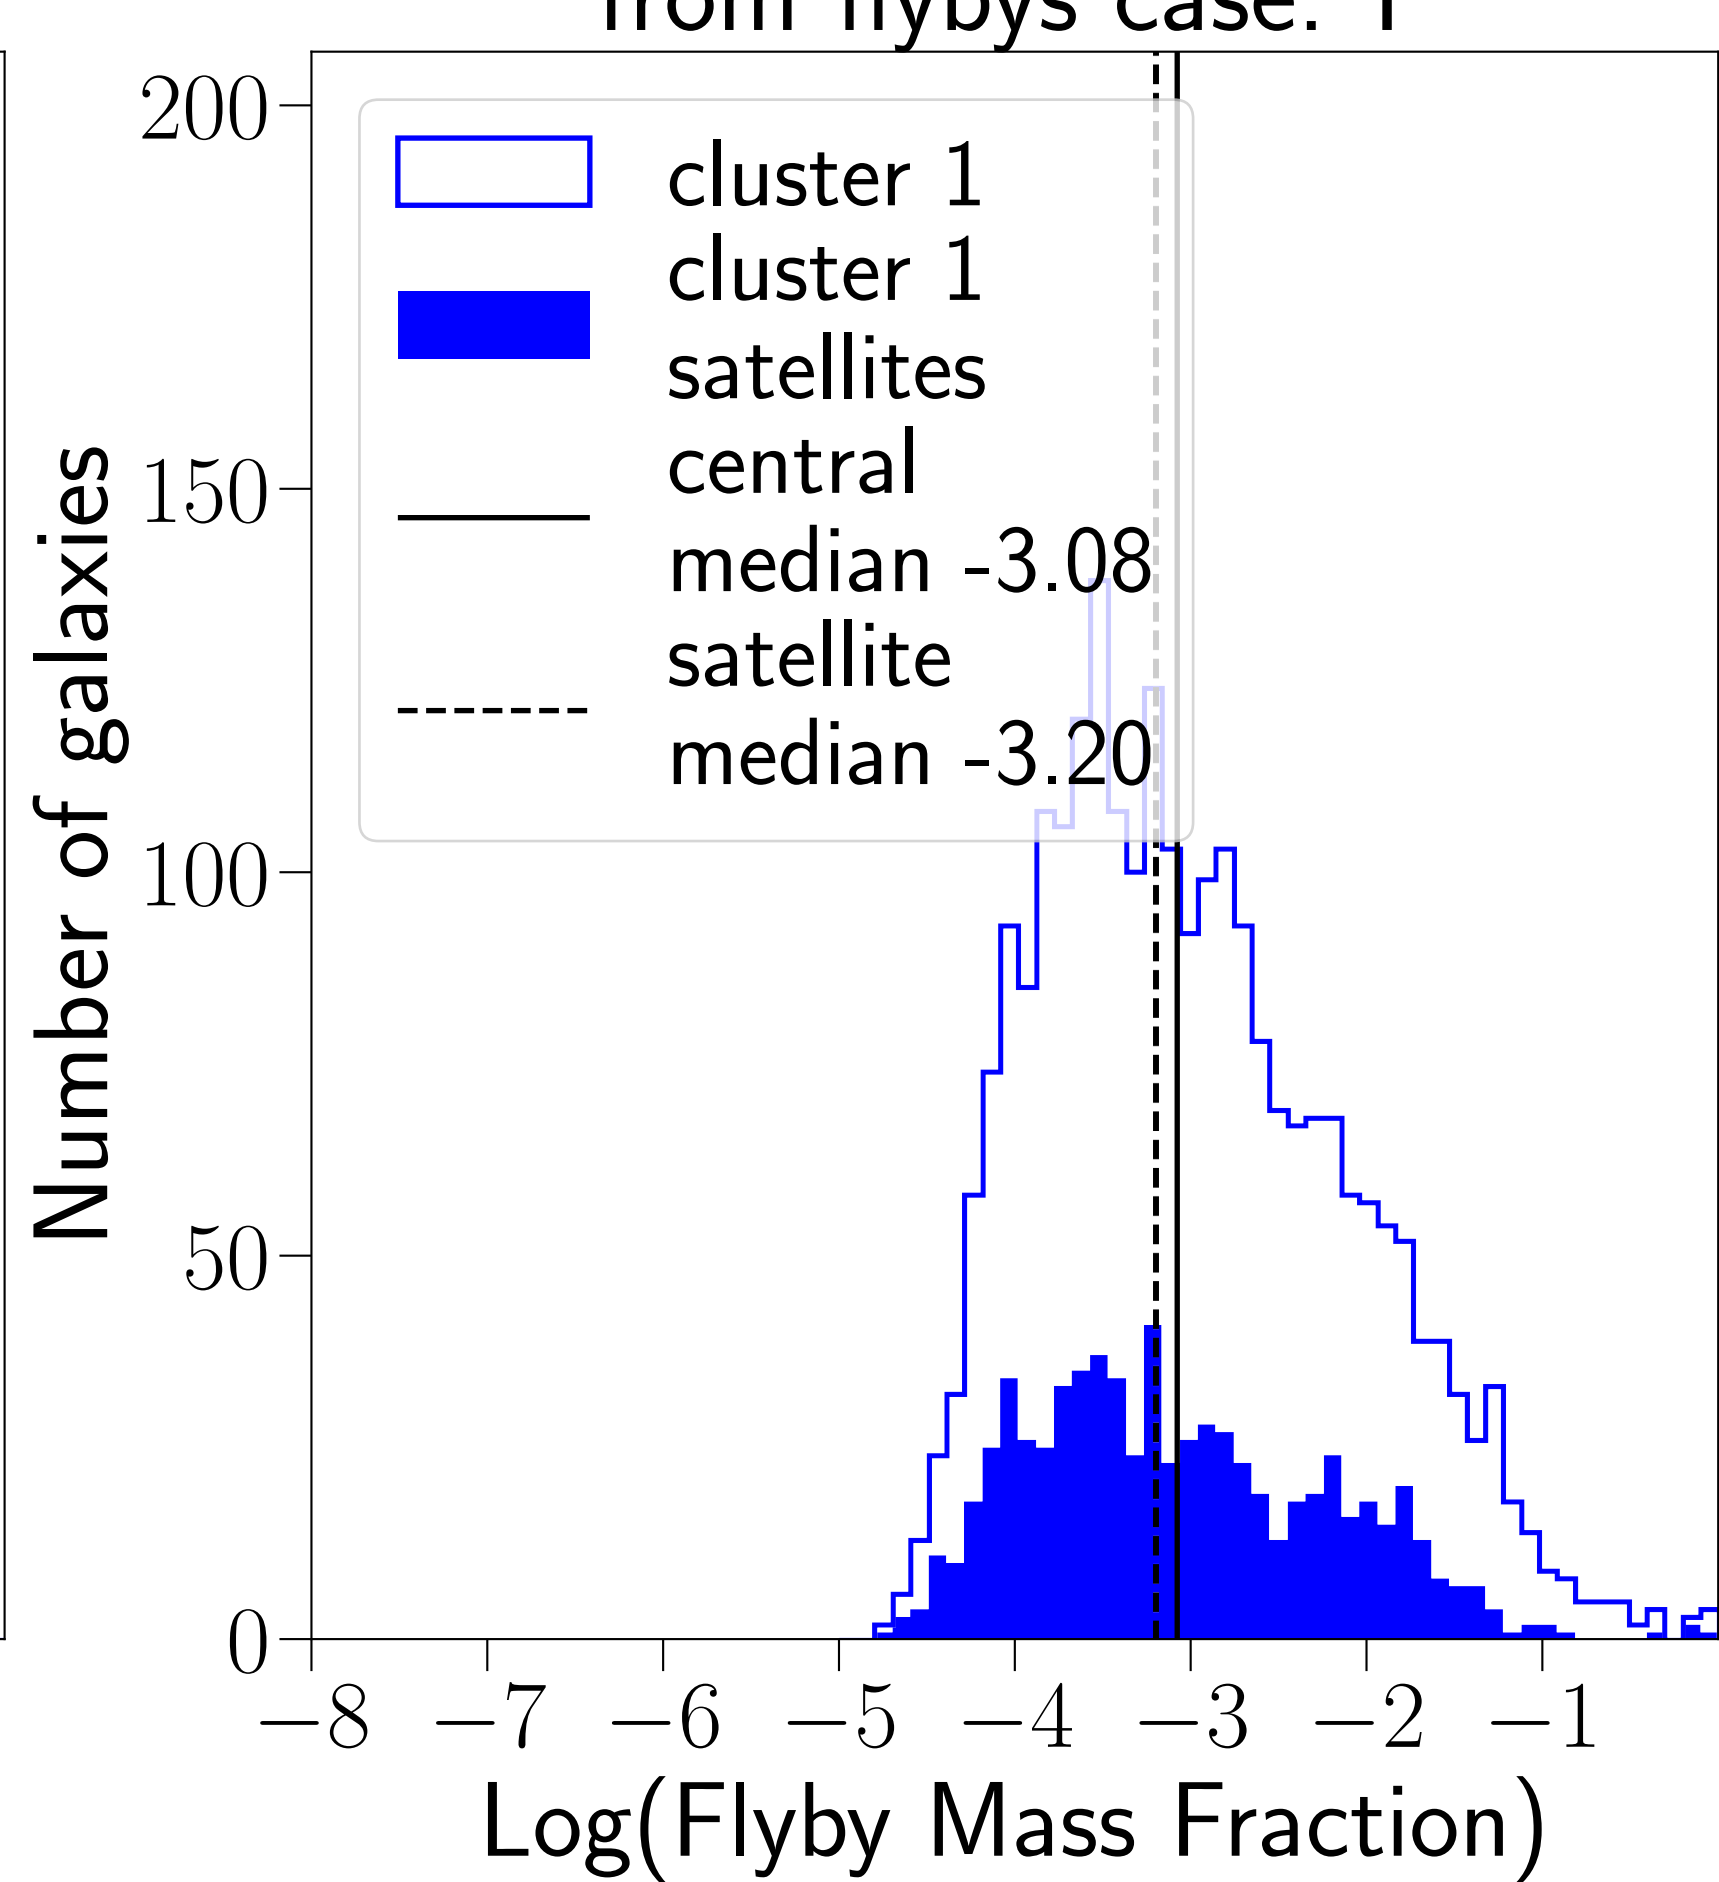 from flybys case: 1
200
150
100
50
0
Number of galaxies
cluster 1
cluster 1
satellites
central
median -3.08
satellite
median -3.20
−8 −7 −6 −5 −4 −3 −2 −1
Log(Flyby Mass Fraction)